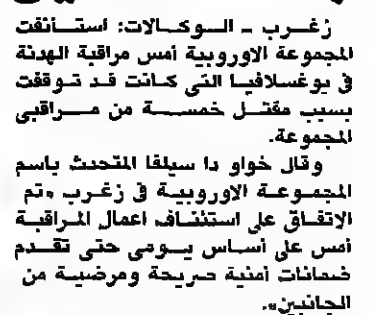 زغرب ـ الوكالات: استأنفت
المجموعة الاوروبية أمس مراقبة الهدنة
في يوغسلافيا التي كانت قد توقفت
بسبب مقتل خمسة من مراقبي
المجموعة.
وقال خواو دا سيلفا المتحدث باسم
المجموعة الاوروبية في زغرب «تم
الاتفاق على استئناف اعمال المراقبة
أمس على أساس يومي حتى تقدم
ضمانات أمنية صريحة ومرضية من
الجانبين».